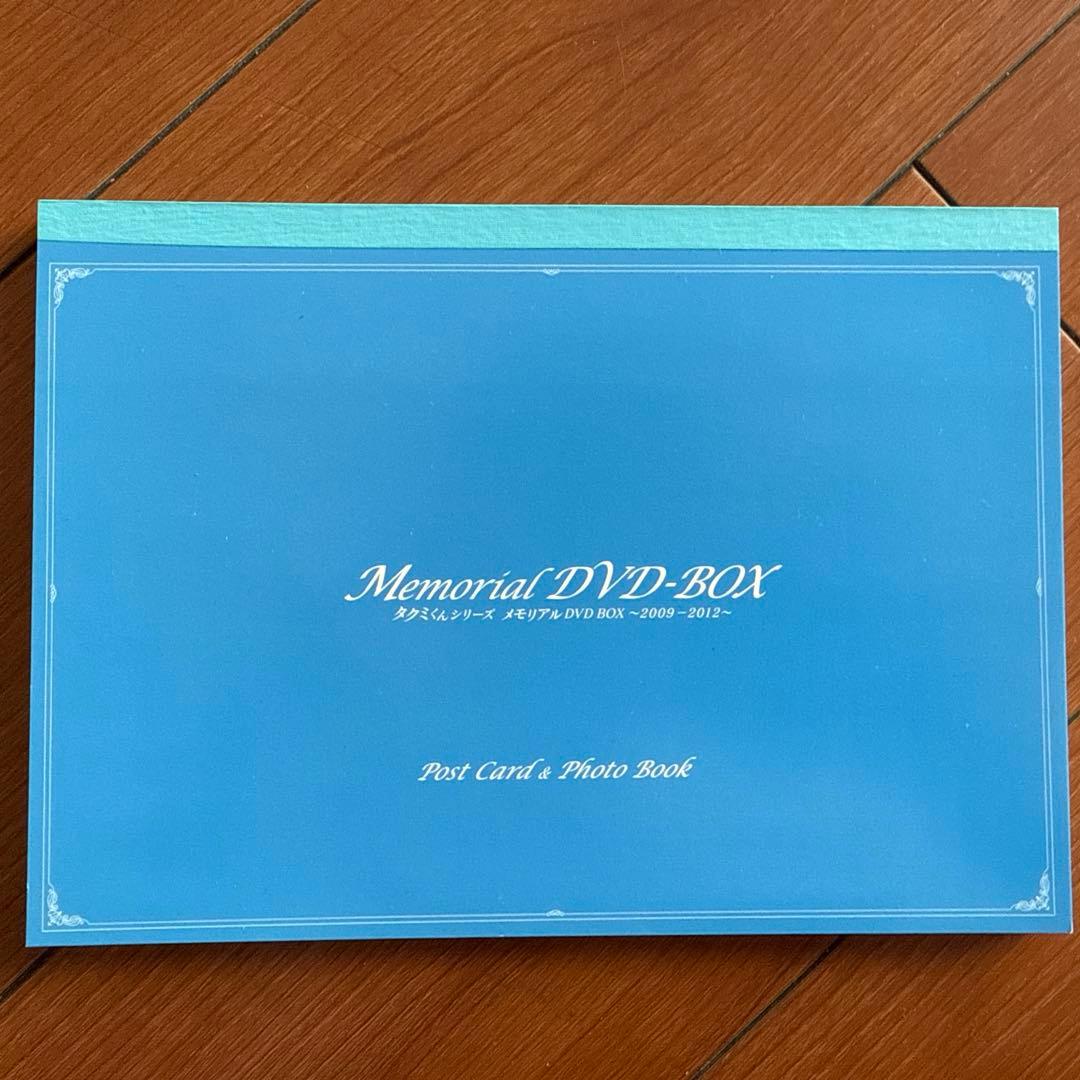 Memorial DVD-BOX
タクミくんシリーズ メモリアル DVD BOX ～2009－2012～
Post Card & Photo Book